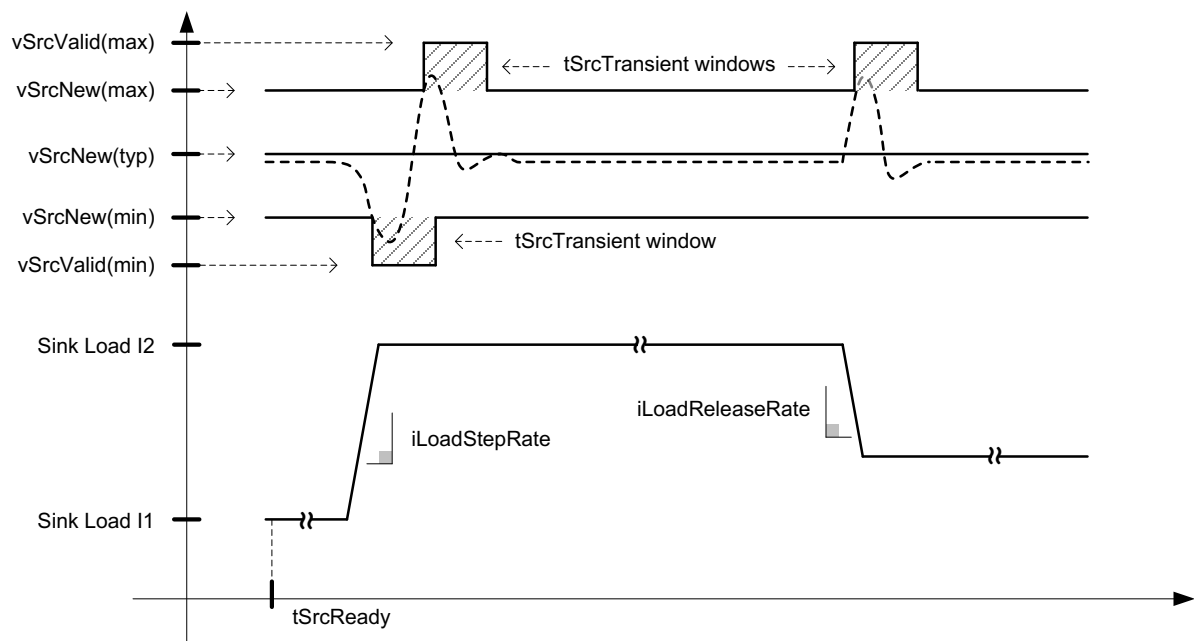 vSrcValid(max)
tSrcTransient windows
vSrcNew(max)
vSrcNew(typ)
vSrcNew(min)
tSrcTransient window
vSrcValid(min)
Sink Load I2
iLoadReleaseRate
iLoadStepRate
Sink Load I1
tSrcReady